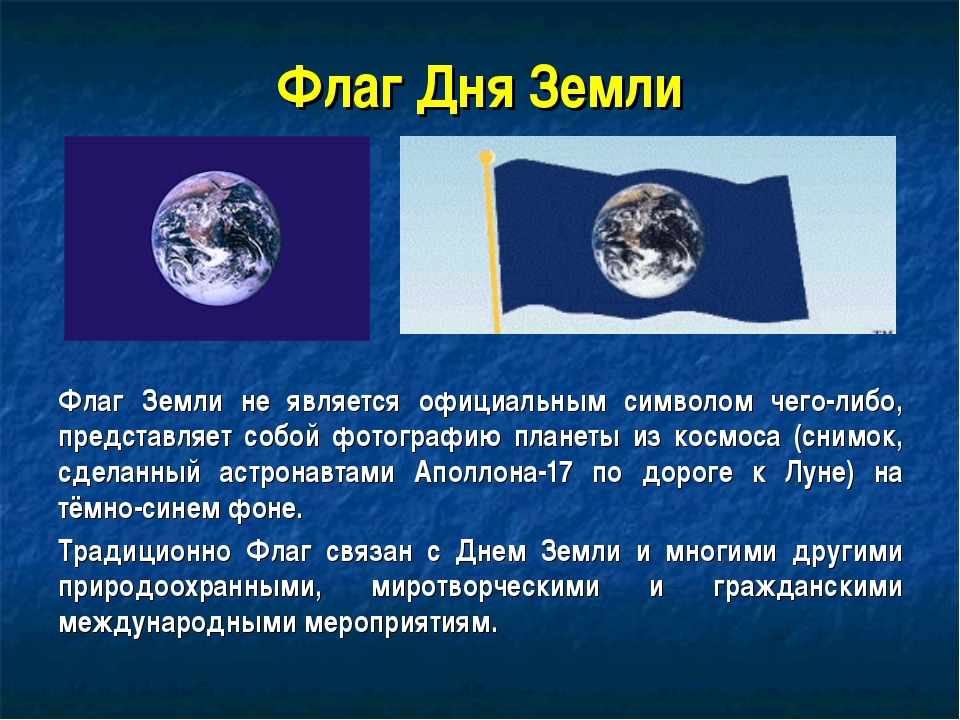 Флаг Дня Земли
TM
Флаг Земли не является официальным символом чего-либо,
представляет собой фотографию планеты из космоса (снимок,
сделанный астронавтами Аполлона-17 по дороге к Луне) на
тёмно-синем фоне.
Традиционно Флаг связан с Днем Земли и многими другими
природоохранными, миротворческими и гражданскими
международными мероприятиям.